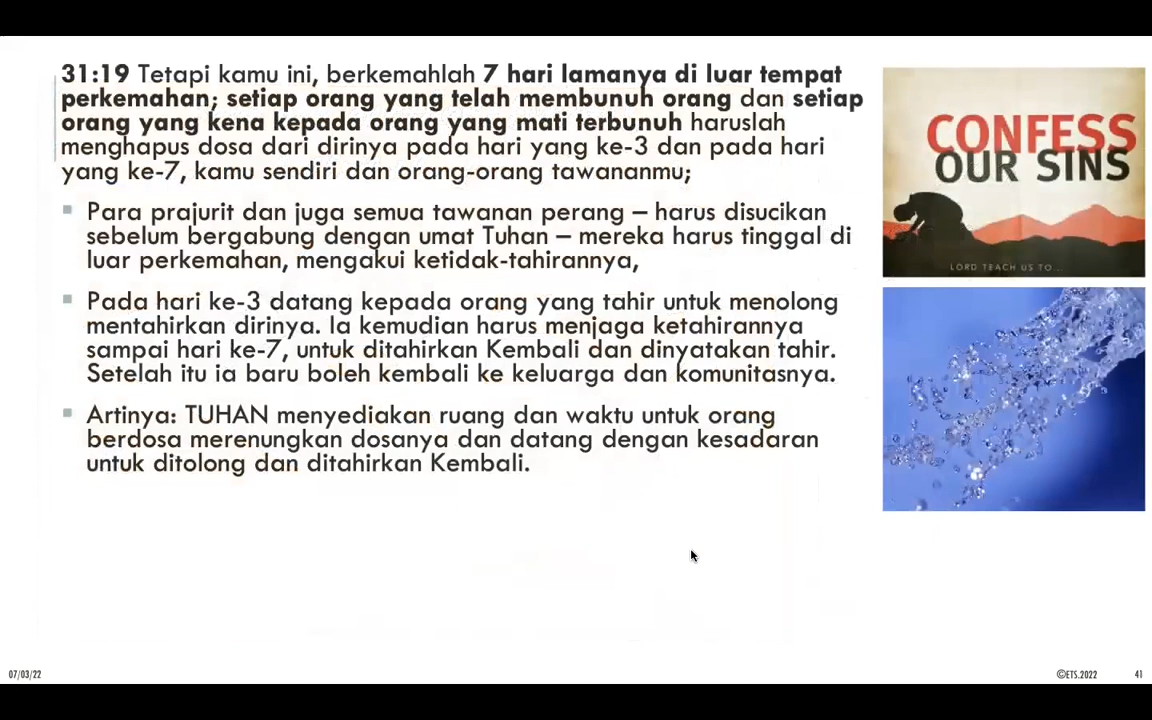 31:19 Tetapi kamu ini, berkemahlah 7 hari lamanya di luar tempat
perkemahan; setiap orang yang telah membunuh orang dan setiap
orang yang kena kepada orang yang mati terbunuh haruslah
menghapus dosa dari dirinya pada hari yang ke-3 dan pada hari
yang ke-7, kamu sendiri dan orang-orang tawananmu;
Para prajurit dan juga semua tawanan perang – harus disucikan
sebelum bergabung dengan umat Tuhan – mereka harus tinggal di
luar perkemahan, mengakui ketidak-tahirannya,
Pada hari ke-3 datang kepada orang yang tahir untuk menolong
mentahirkan dirinya. Ia kemudian harus menjaga ketahirannya
sampai hari ke-7, untuk ditahirkan Kembali dan dinyatakan tahir.
Setelah itu ia baru boleh kembali ke keluarga dan komunitasnya.
Artinya: TUHAN menyediakan ruang dan waktu untuk orang
berdosa merenungkan dosanya dan datang dengan kesadaran
untuk ditolong dan ditahirkan Kembali.
CONFESS
OUR SINS
LORD TEACH US TO...
07/03/22
©ETS.2022
41